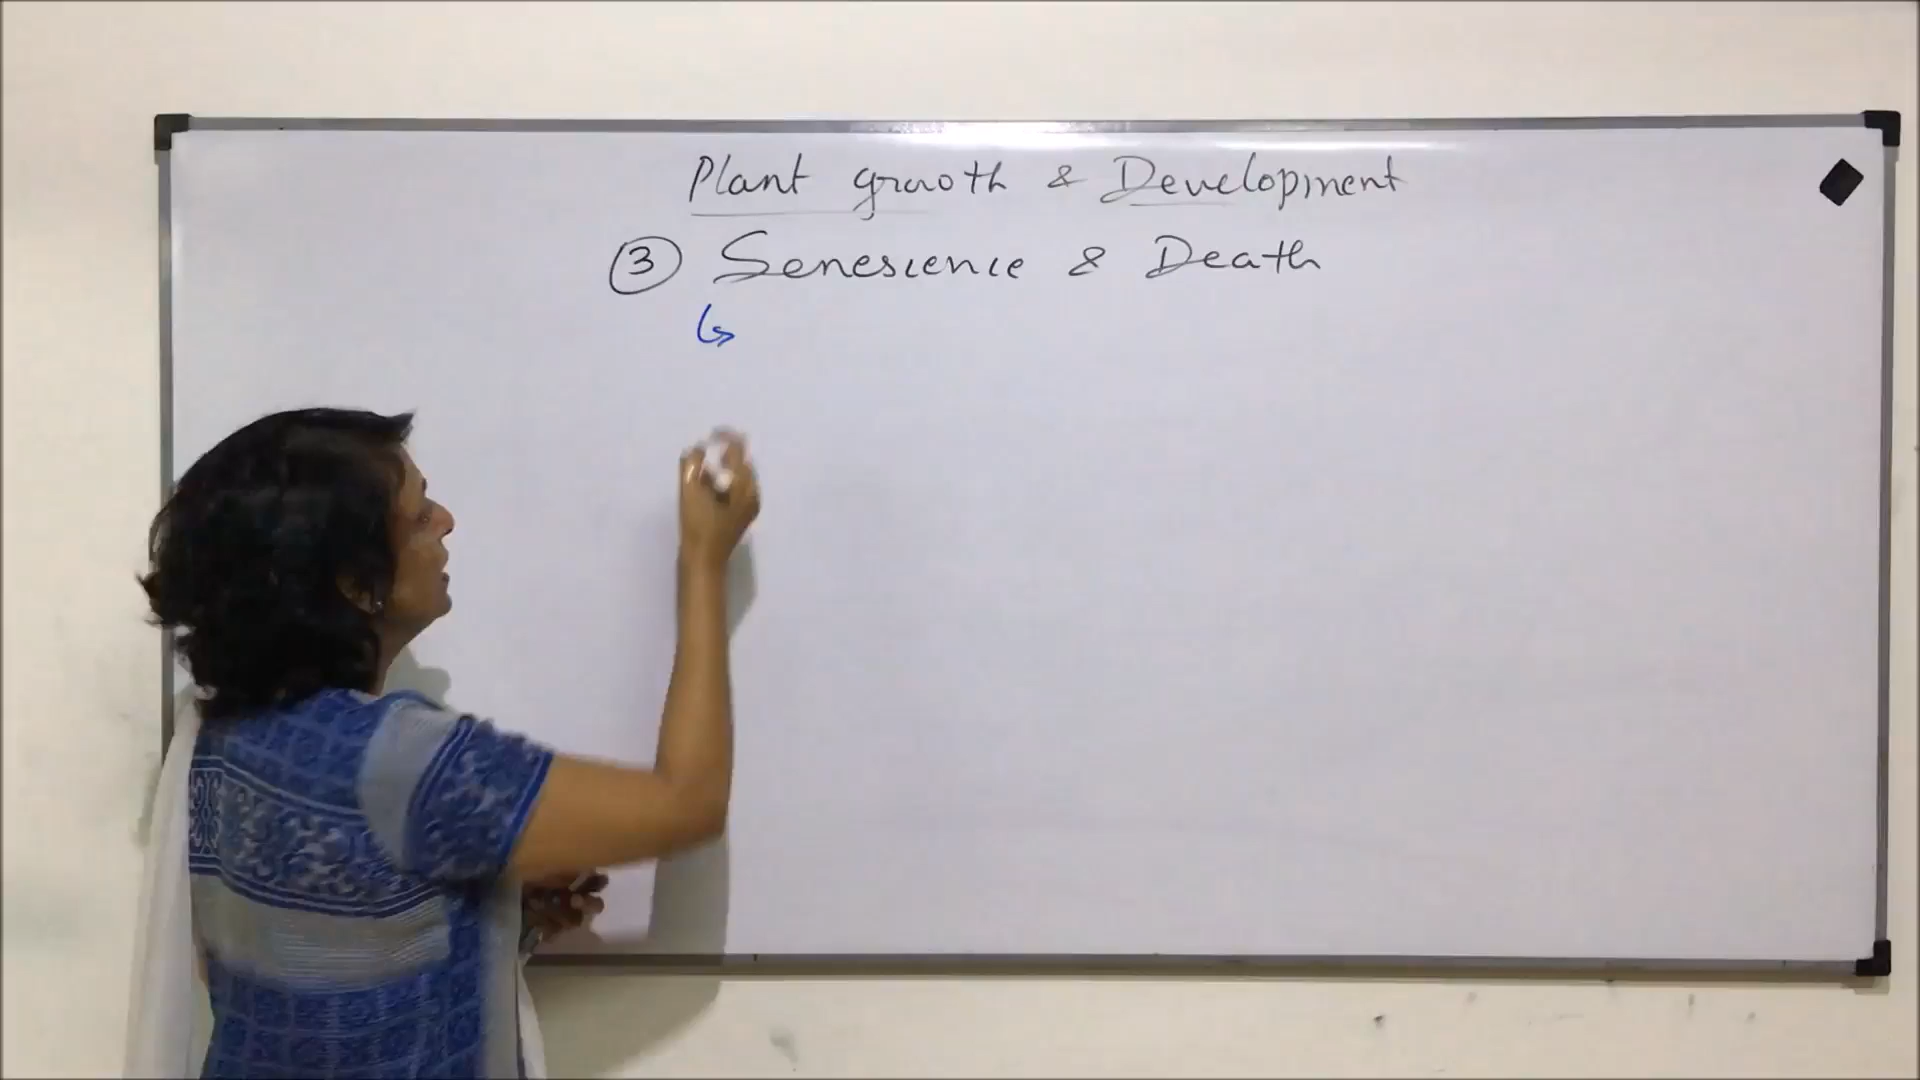 Plant growth & Development
③ Senescence & Death
↳